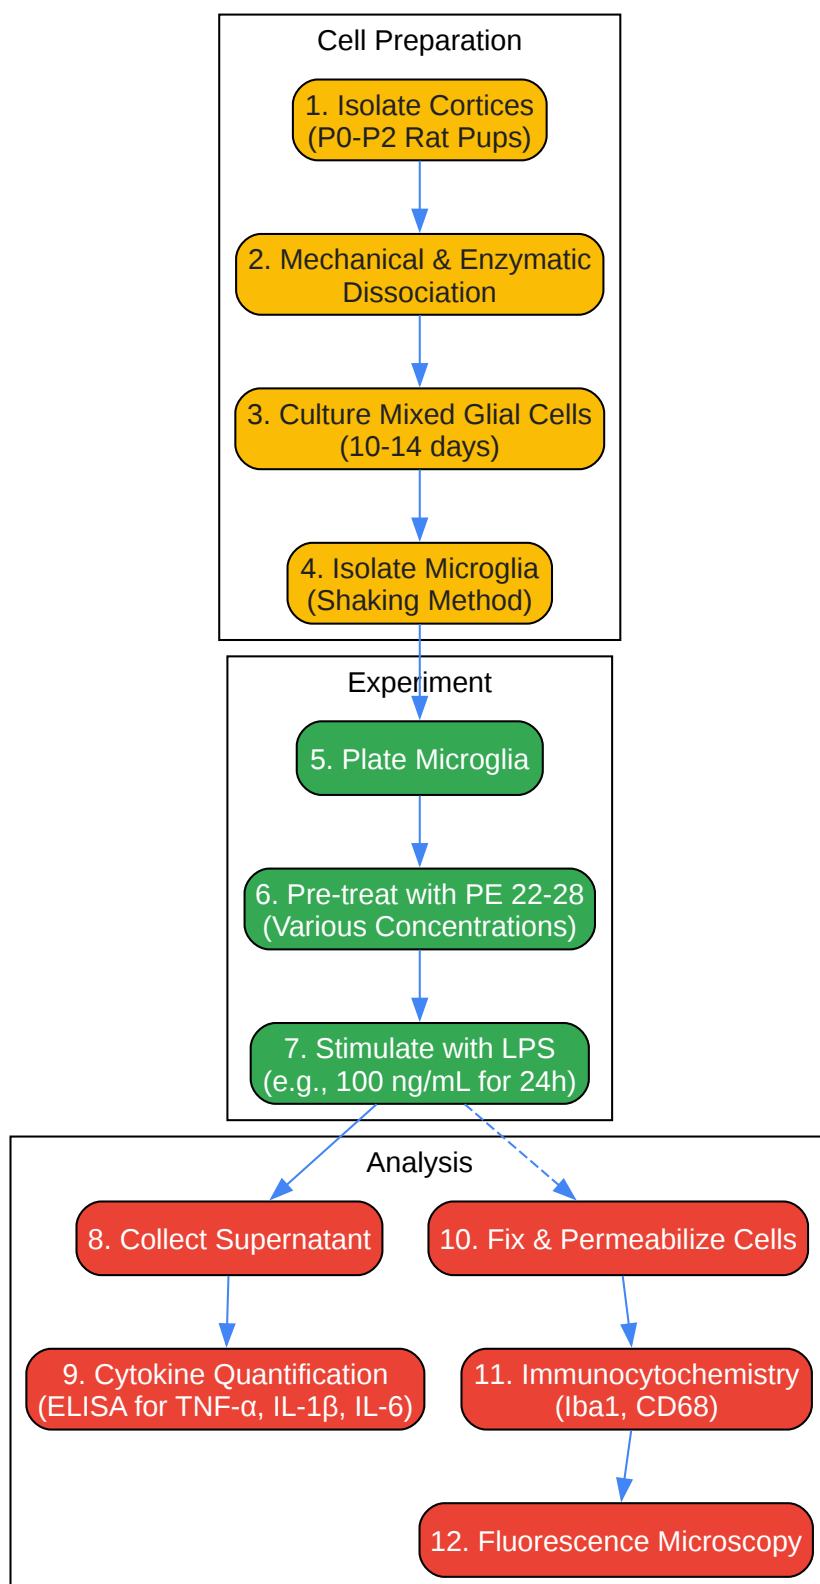 Cell Preparation
1. Isolate Cortices
(P0-P2 Rat Pups)
2. Mechanical & Enzymatic
Dissociation
3. Culture Mixed Glial Cells
(10-14 days)
4. Isolate Microglia
(Shaking Method)
Experiment
5. Plate Microglia
6. Pre-treat with PE 22-28
(Various Concentrations)
7. Stimulate with LPS
(e.g., 100 ng/mL for 24h)
Analysis
8. Collect Supernatant
9. Cytokine Quantification
(ELISA for TNF-α, IL-1β, IL-6)
10. Fix & Permeabilize Cells
11. Immunocytochemistry
(Iba1, CD68)
12. Fluorescence Microscopy